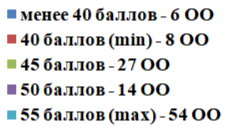 менее 40 баллов - 6 ОО
40 баллов (min) - 8 ОО
45 баллов - 27 ОО
50 баллов - 14 ОО
55 баллов (max) - 54 ОО